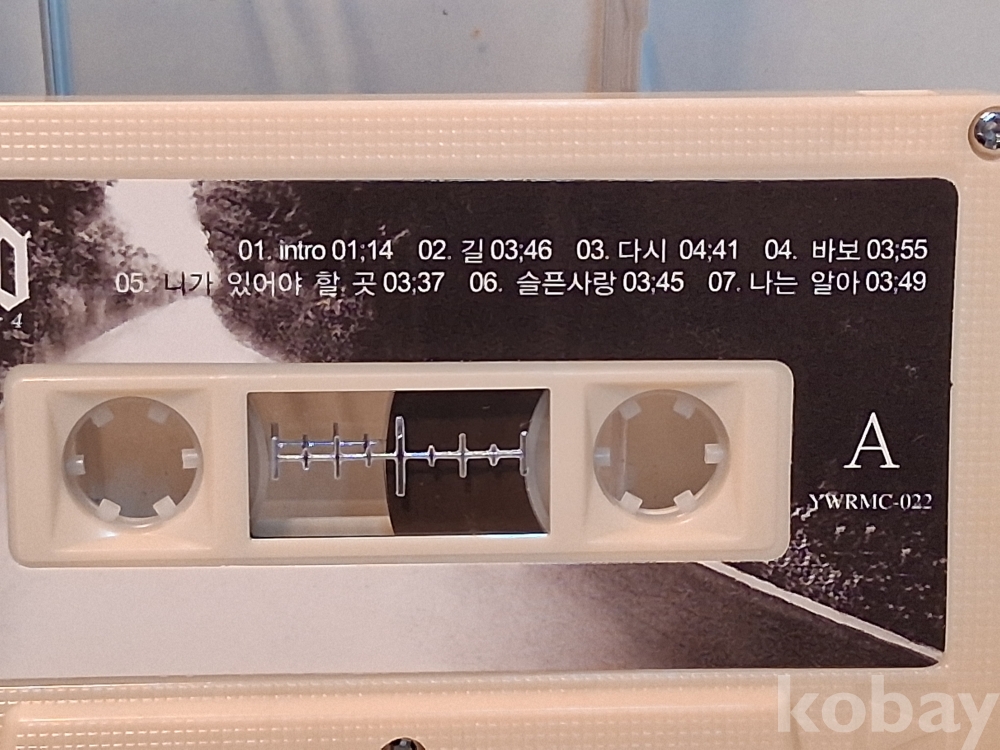 01. intro 01;14 02. 길 03;46 03. 다시 04;41 04. 바보 03;55
05. 니가 있어야 할 곳 03;37 06. 슬픈사랑 03;45 07. 나는 알아 03;49
4
A
YWRMC-022
kobay